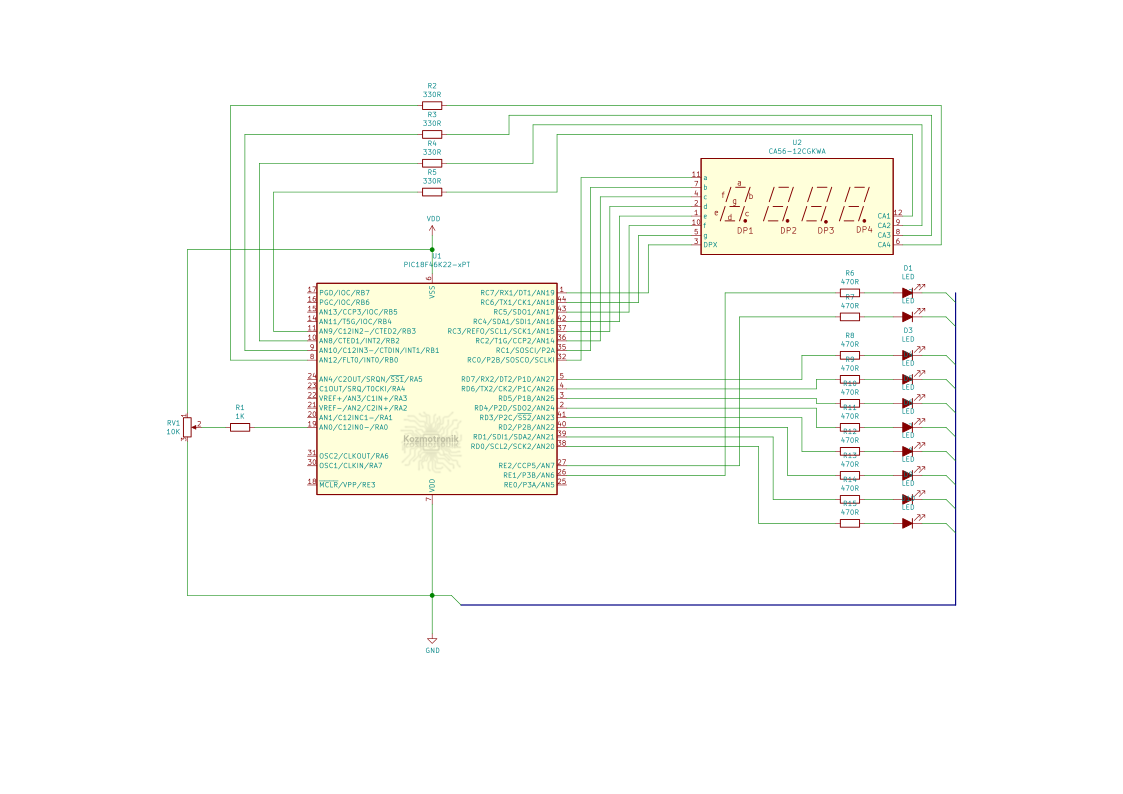 R2
330R
R3
330R
R4
330R
R5
330R
U2
CA56-12CGKWA
11 a
7 b
4 c
2 d
1 e
10 f
5 g
3 DPX
a
f b
g
e d c
DP1 DP2 DP3 DP4
CA1 12
CA2 9
CA3 8
CA4 6
VDD
U1
PIC18F46K22-xPT
6
VSS
17 PGD/IOC/RB7
16 PGC/IOC/RB6
15 AN13/CCP3/IOC/RB5
14 AN11/T5G/IOC/RB4
11 AN9/C12IN2-/CTED2/RB3
10 AN8/CTED1/INT2/RB2
9 AN10/C12IN3-/CTDIN/INT1/RB1
8 AN12/FLT0/INT0/RB0
24 AN4/C2OUT/SRQN/SS1/RA5
23 C1OUT/SRQ/T0CKI/RA4
22 VREF+/AN3/C1IN+/RA3
21 VREF-/AN2/C2IN+/RA2
20 AN1/C12INC1-/RA1
19 AN0/C12IN0-/RA0
31 OSC2/CLKOUT/RA6
30 OSC1/CLKIN/RA7
18 MCLR/VPP/RE3
RC7/RX1/DT1/AN19 1
RC6/TX1/CK1/AN18 44
RC5/SDO1/AN17 43
RC4/SDA1/SDI1/AN16 42
RC3/REFO/SCL1/SCK1/AN15 37
RC2/T1G/CCP2/AN14 36
RC1/SOSCI/P2A 35
RC0/P2B/SOSCO/SCLKI 32
RD7/RX2/DT2/P1D/AN27 5
RD6/TX2/CK2/P1C/AN26 4
RD5/P1B/AN25 3
RD4/P2D/SDO2/AN24 2
RD3/P2C/SS2/AN23 41
RD2/P2B/AN22 40
RD1/SDI1/SDA2/AN21 39
RD0/SCL2/SCK2/AN20 38
RE2/CCP5/AN7 27
RE1/P3B/AN6 26
RE0/P3A/AN5 25
Kozmotronik
VDD
7
RV1
10K
1
2
3
R1
1K
R6
470R
R7
470R
R8
470R
R9
470R
R10
470R
R11
470R
R12
470R
R13
470R
R14
470R
R15
470R
D1
LED
LED
D3
LED
LED
LED
LED
LED
LED
LED
LED
GND